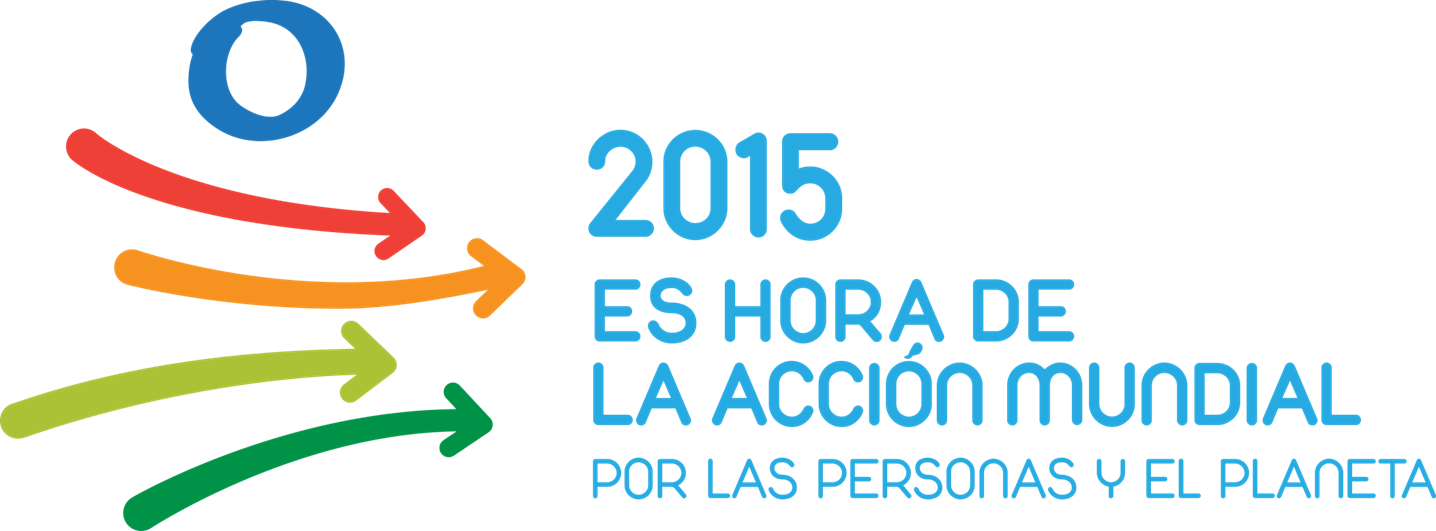 2015
ES HORA DE
LA ACCIÓN MUNDIAL
POR LAS PERSONAS Y EL PLANETA